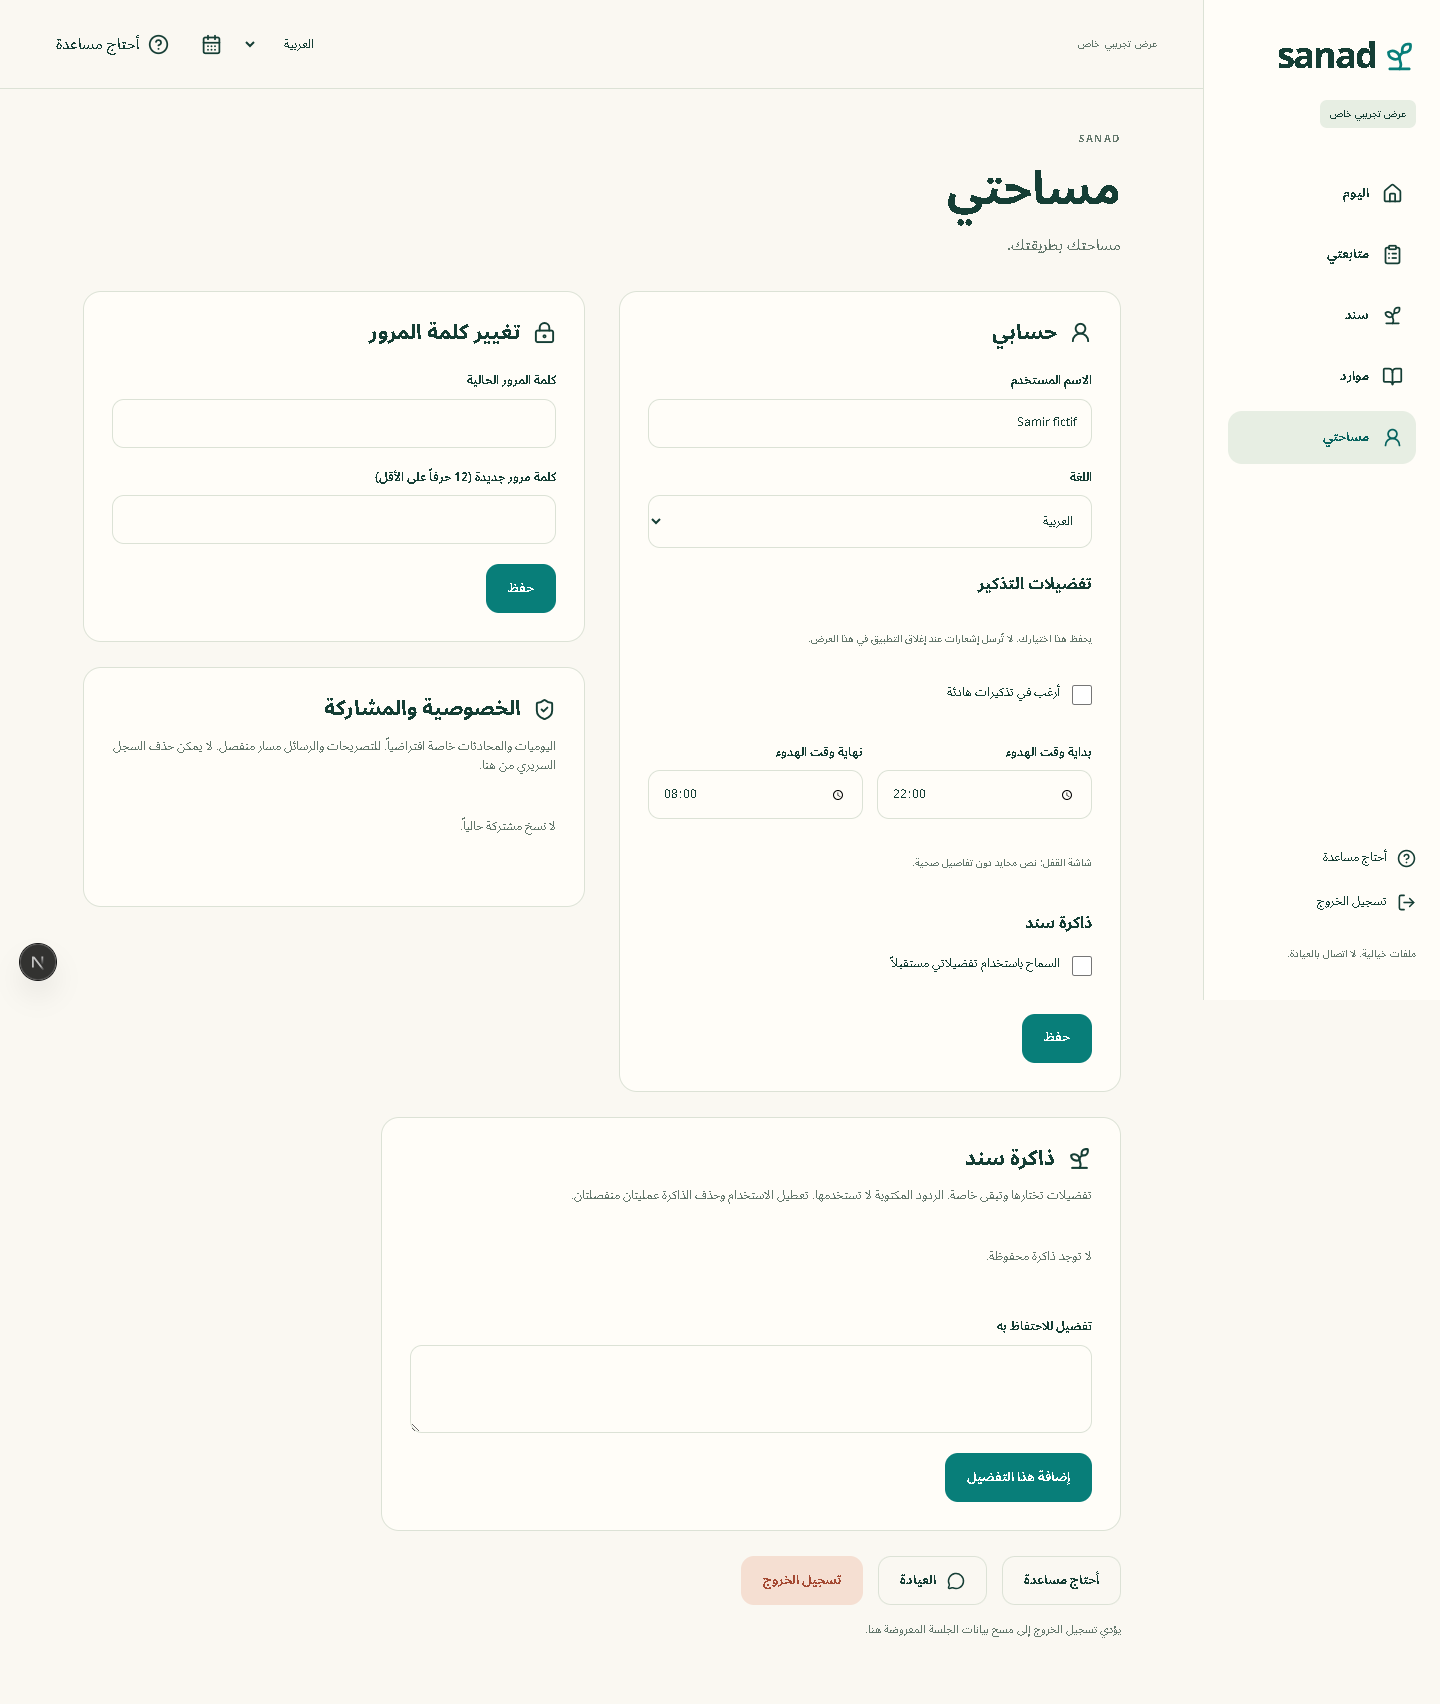 sanad
عرض تجريبي خاص
اليوم
متابعتي
سند
موارد
مساحتي
أحتاج مساعدة
تسجيل الخروج
ملفات خيالية. لا اتصال بالعيادة.
عرض تجريبي خاص
العربية
أحتاج مساعدة
SANAD
مساحتي
مساحتك بطريقتك.
حسابي
الاسم المستخدم
Samir fictif
اللغة
العربية
تفضيلات التذكير
يحفظ هذا اختيارك. لا تُرسل إشعارات عند إغلاق التطبيق في هذا العرض.
أرغب في تذكيرات هادئة
بداية وقت الهدوء
نهاية وقت الهدوء
22:00
08:00
شاشة القفل: نص محايد دون تفاصيل صحية.
ذاكرة سند
السماح باستخدام تفضيلاتي مستقبلاً
حفظ
تغيير كلمة المرور
كلمة المرور الحالية
كلمة مرور جديدة (12 حرفاً على الأقل)
حفظ
الخصوصية والمشاركة
اليوميات والمحادثات خاصة افتراضياً. للتصريحات والرسائل مسار منفصل. لا يمكن حذف السجل
السريري من هنا.
لا نسخ مشتركة حالياً.
ذاكرة سند
تفضيلات تختارها وتبقى خاصة. الردود المكتوبة لا تستخدمها. تعطيل الاستخدام وحذف الذاكرة عمليتان منفصلتان.
لا توجد ذاكرة محفوظة.
تفضيل للاحتفاظ به
إضافة هذا التفضيل
أحتاج مساعدة
العيادة
تسجيل الخروج
يؤدي تسجيل الخروج إلى مسح بيانات الجلسة المعروضة هنا.
N